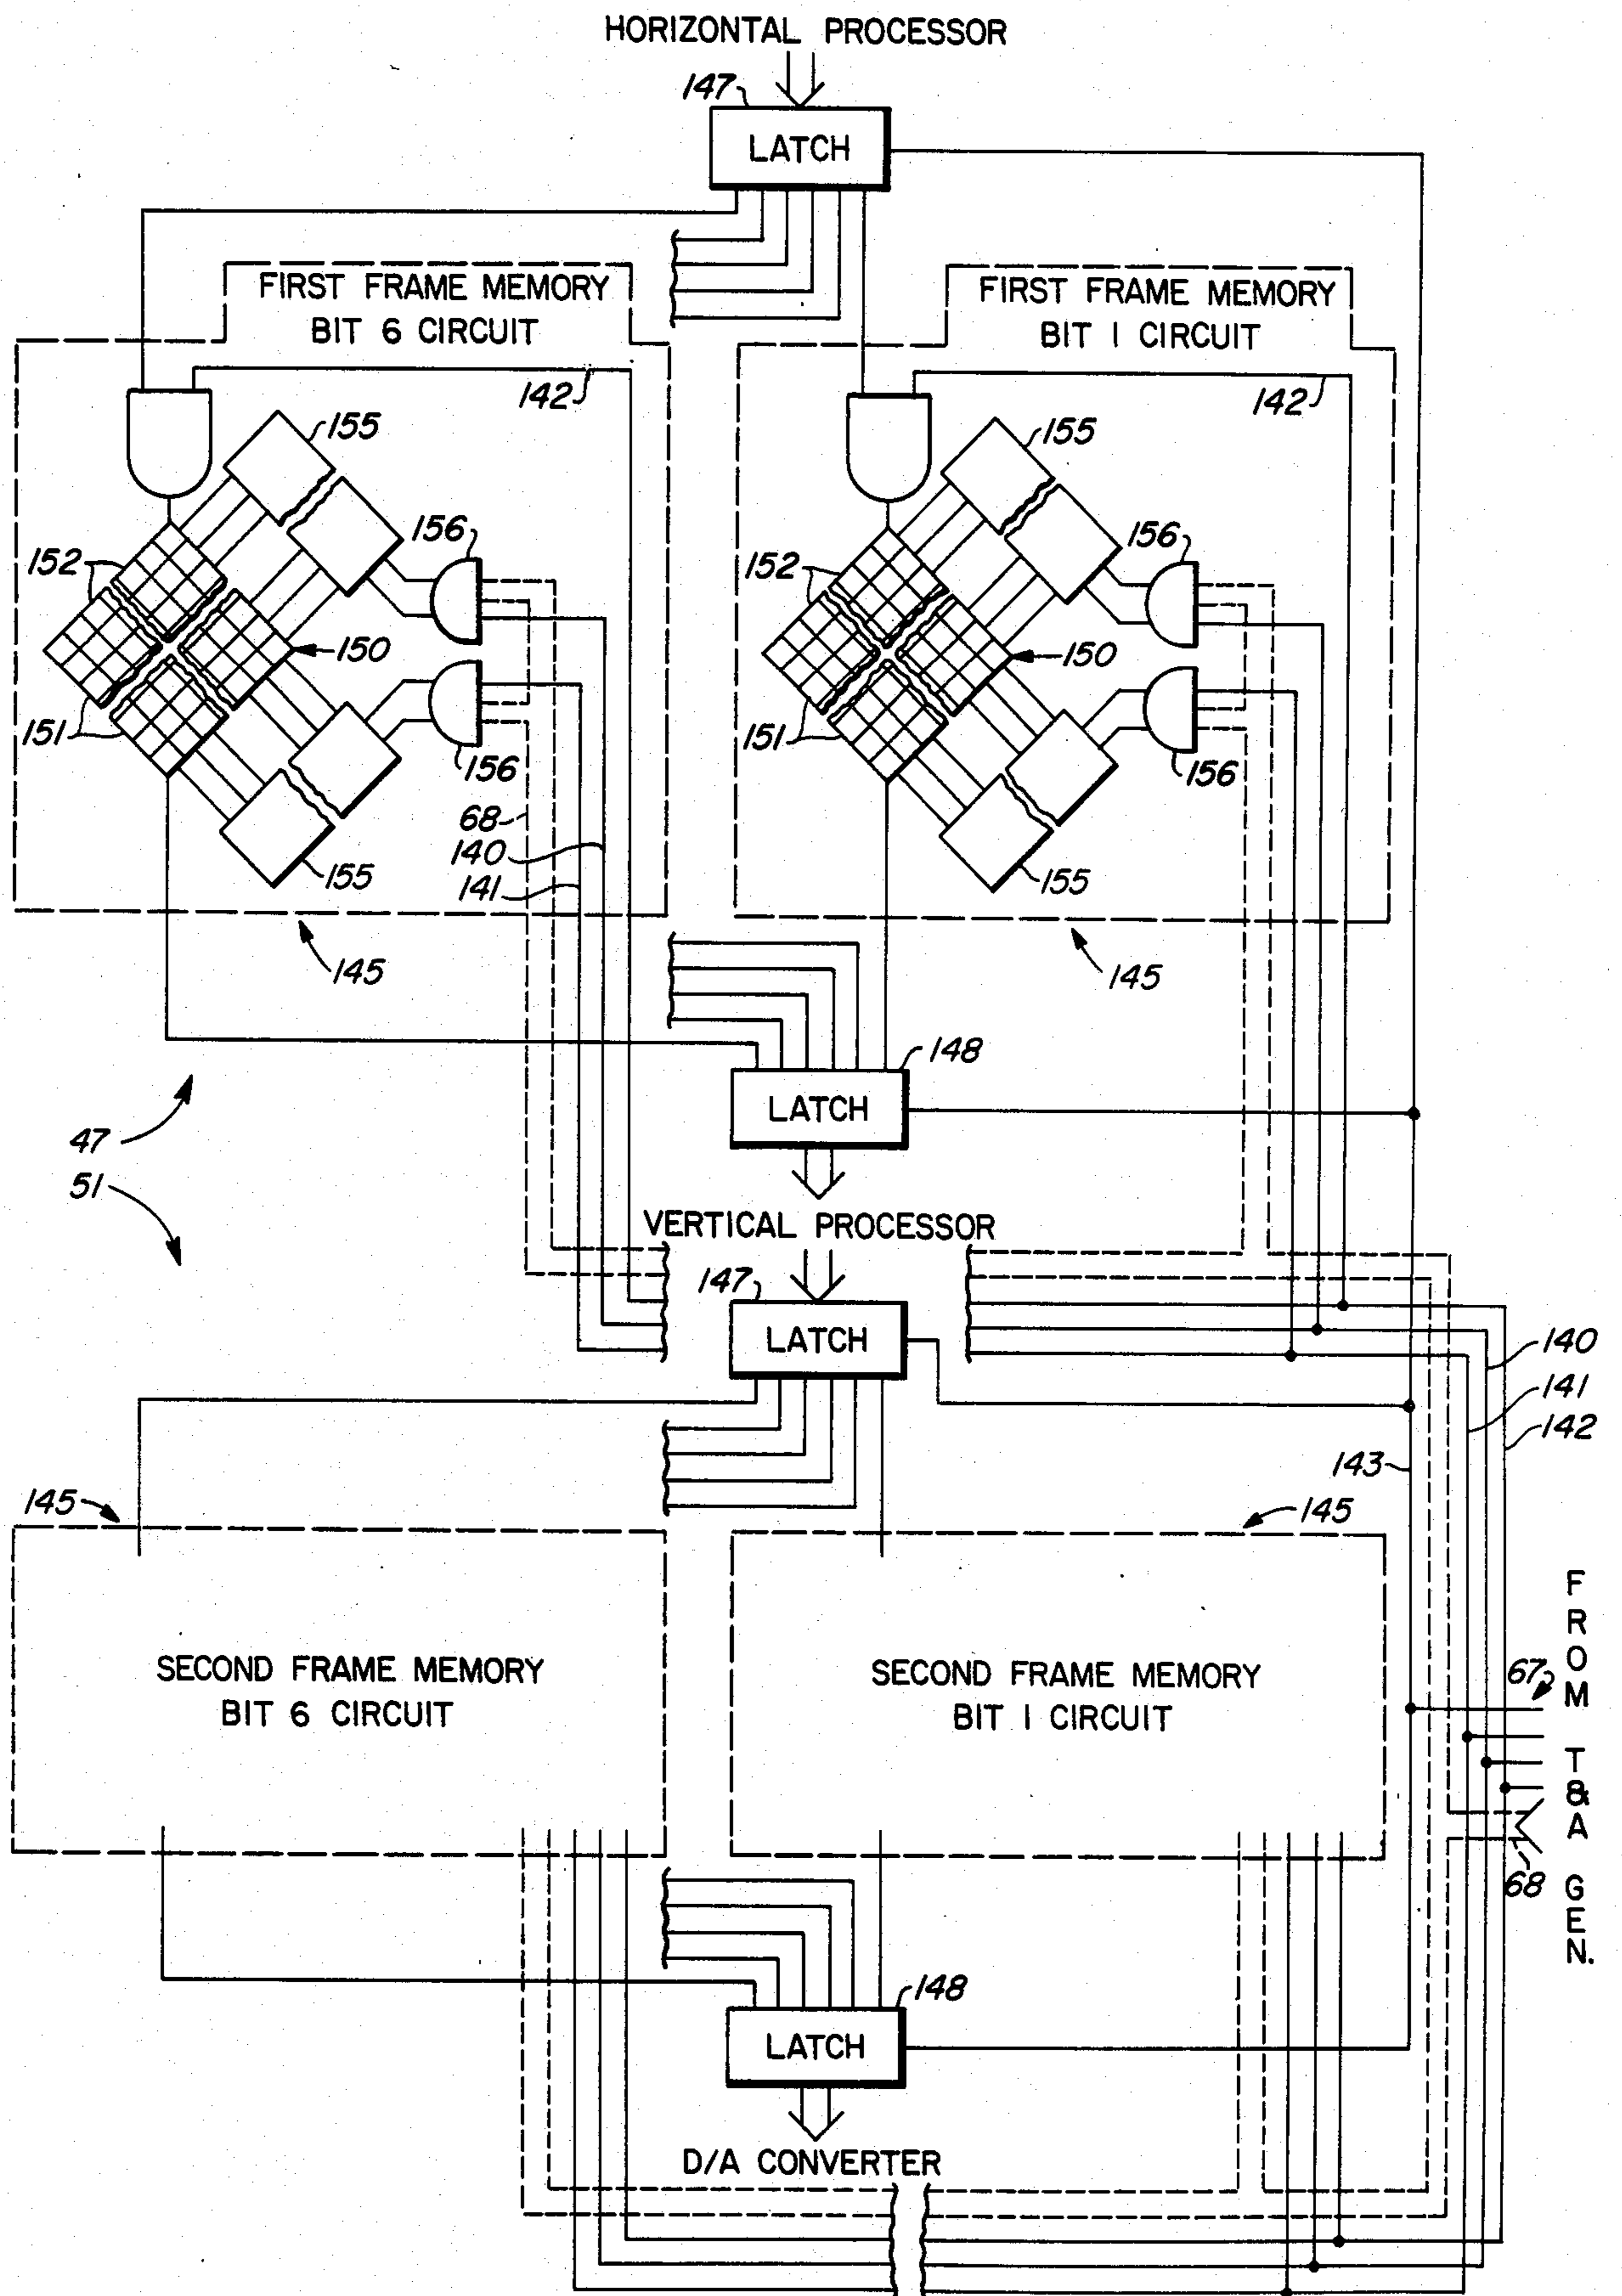 HORIZONTAL PROCESSOR
147
LATCH
FIRST FRAME MEMORY
BIT 6 CIRCUIT
FIRST FRAME MEMORY
BIT 1 CIRCUIT
142
142
155
155
156
156
152
152
150
150
151
151
156
156
68
140
141
155
155
145
145
148
LATCH
47
51
VERTICAL PROCESSOR
147
LATCH
140
141
142
143
145
145
SECOND FRAME MEMORY
BIT 6 CIRCUIT
SECOND FRAME MEMORY
BIT 1 CIRCUIT
67
FROM T&A GEN.
68
148
LATCH
D/A CONVERTER